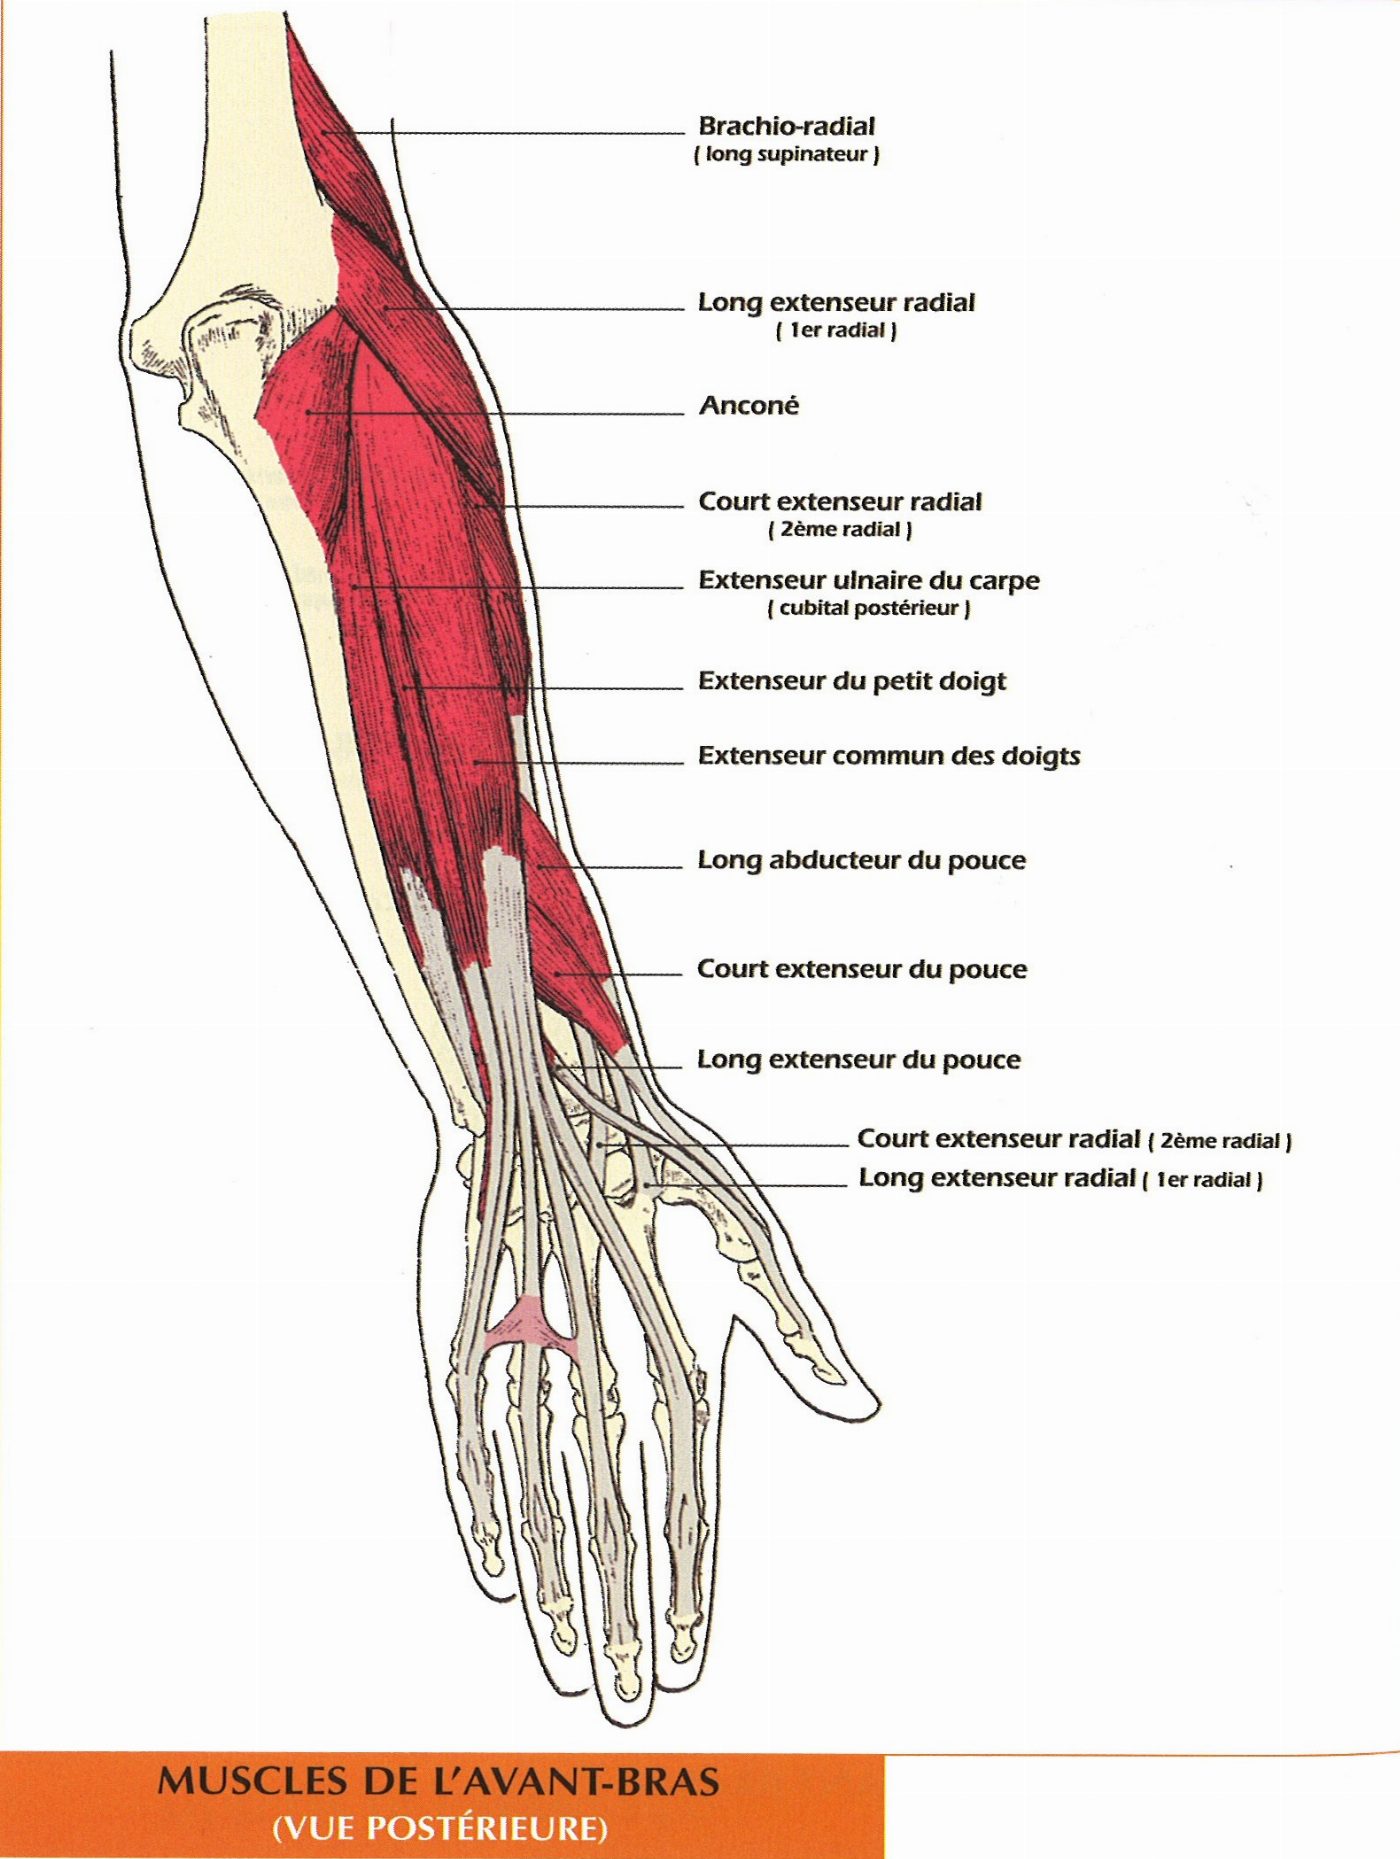 Brachio-radial
( long supinateur )
Long extenseur radial
( 1er radial )
Anconé
Court extenseur radial
( 2ème radial )
Extenseur ulnaire du carpe
( cubital postérieur )
Extenseur du petit doigt
Extenseur commun des doigts
Long abducteur du pouce
Court extenseur du pouce
Long extenseur du pouce
Court extenseur radial ( 2ème radial )
Long extenseur radial ( 1er radial )
MUSCLES DE L'AVANT-BRAS
(VUE POSTÉRIEURE)